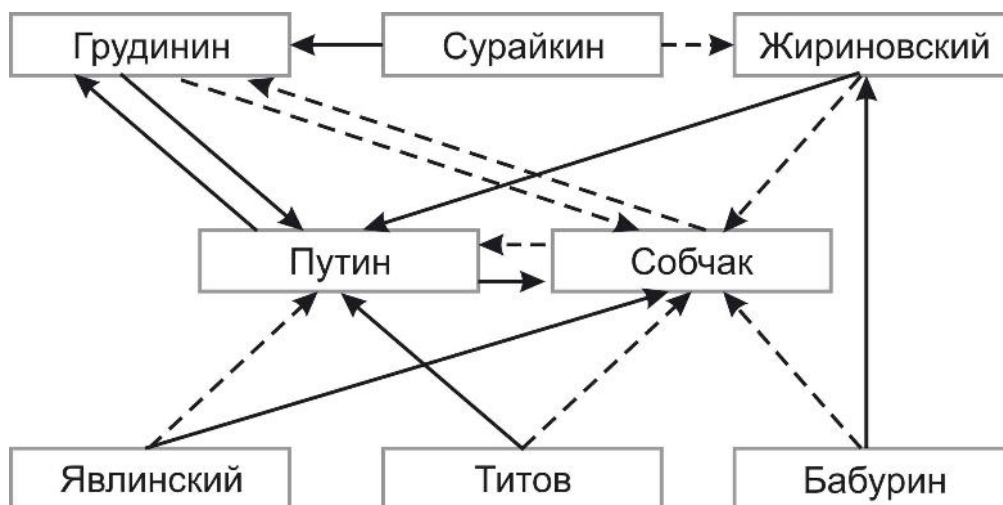 Грудинин
Сурайкин
Жириновский
Путин
Собчак
Явлинский
Титов
Бабурин